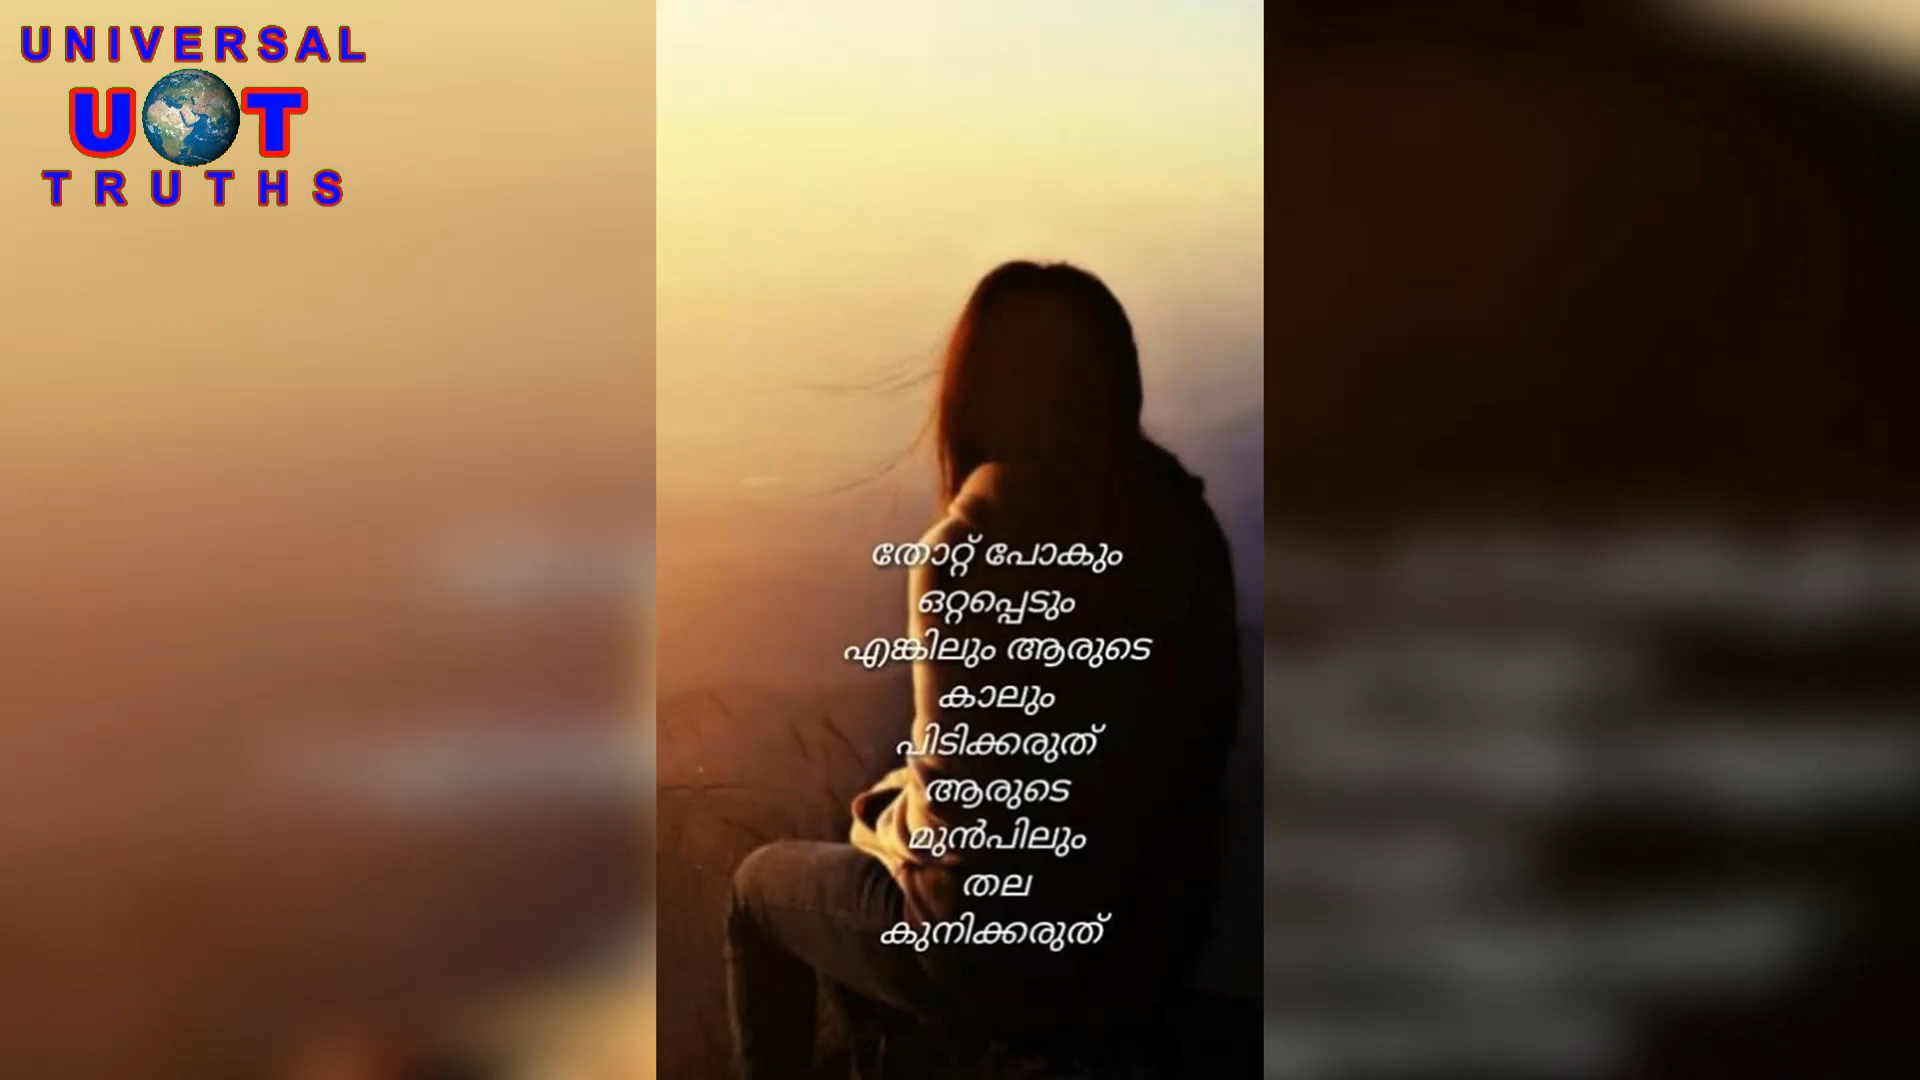 UNIVERSAL
U T
TRUTHS
തോറ്റ് പോകും
ഒറ്റപ്പെടും
എങ്കിലും ആരുടെ
കാലും
പിടിക്കരുത്
ആരുടെ
മുൻപിലും
തല
കുനിക്കരുത്